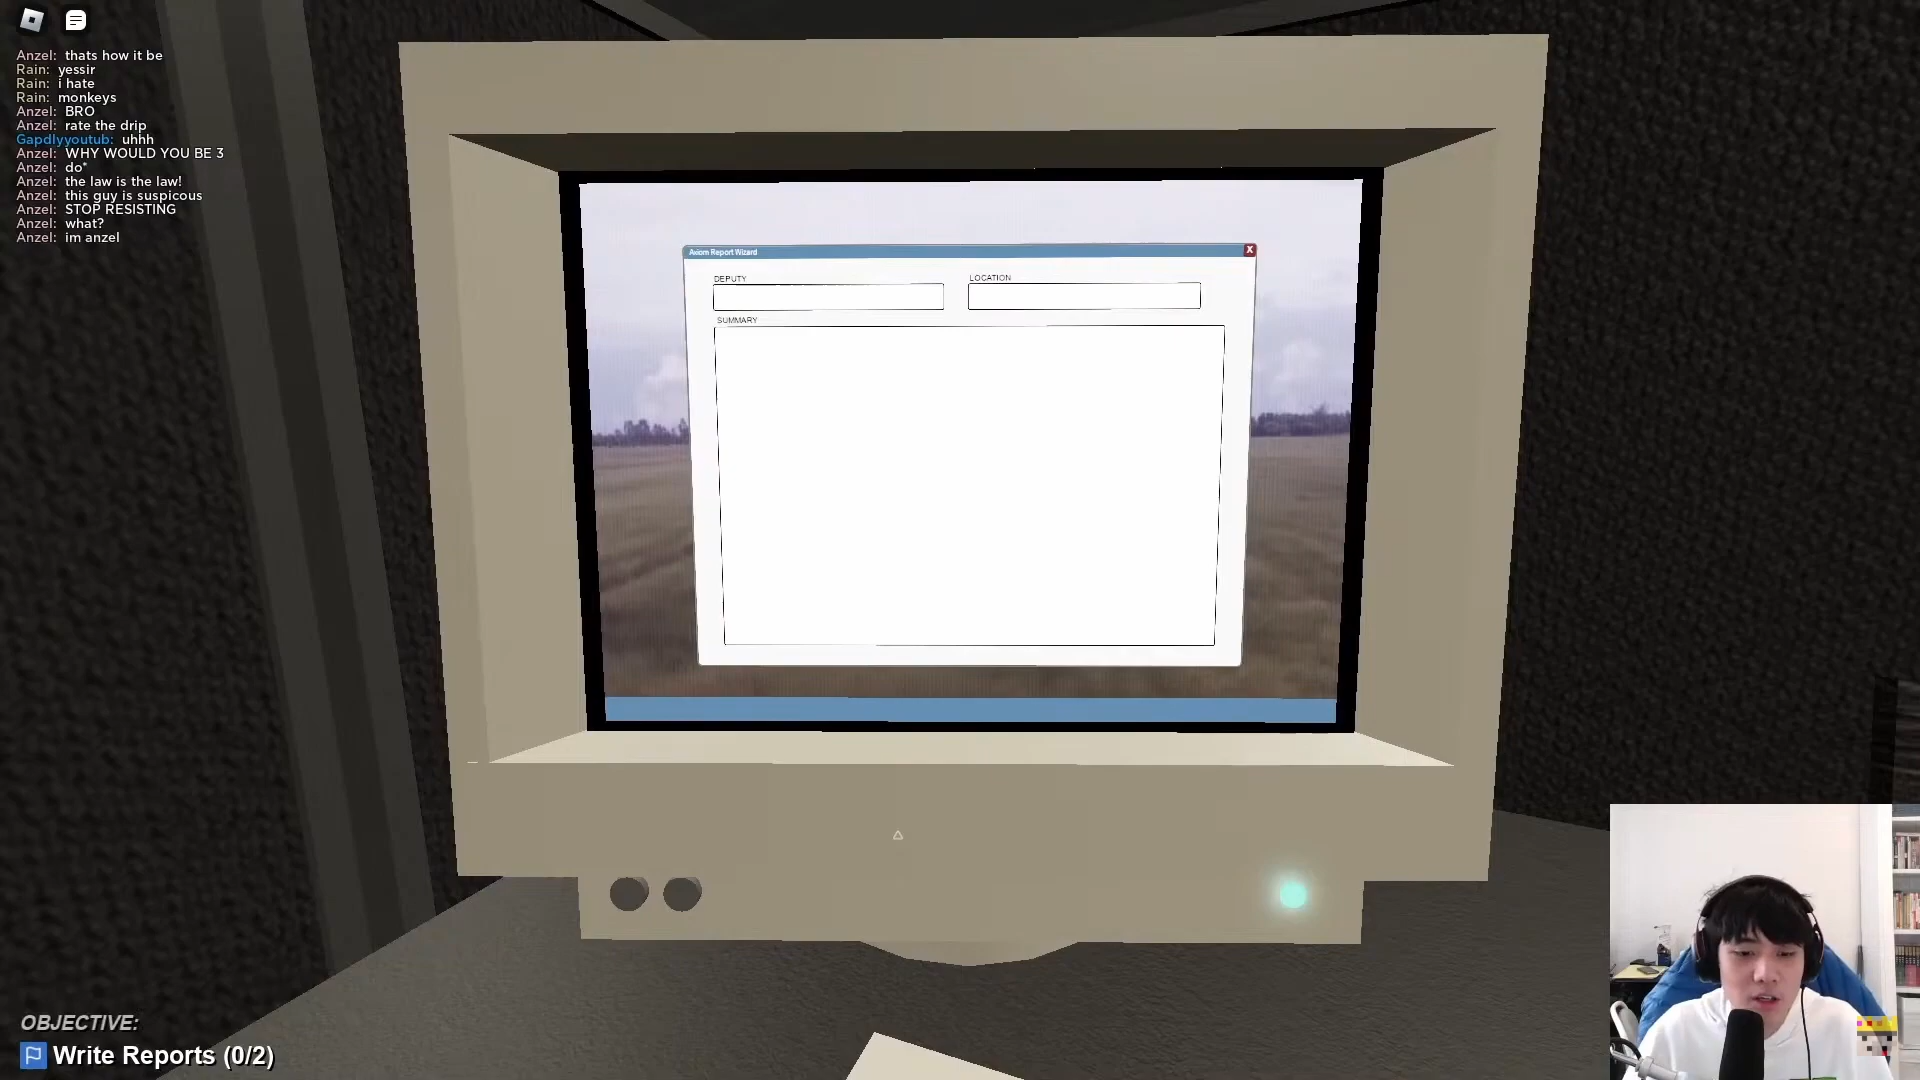 Anzel: thats how it be
Rain: yessir
Rain: i hate
Rain: monkeys
Anzel: BRO
Anzel: rate the drip
Gapdlyyoutub: uhhh
Anzel: WHY WOULD YOU BE 3
Anzel: do*
Anzel: the law is the law!
Anzel: this guy is suspicous
Anzel: STOP RESISTING
Anzel: what?
Anzel: im anzel
Axiom Report Wizard X
DEPUTY LOCATION
SUMMARY
OBJECTIVE:
Write Reports (0/2)